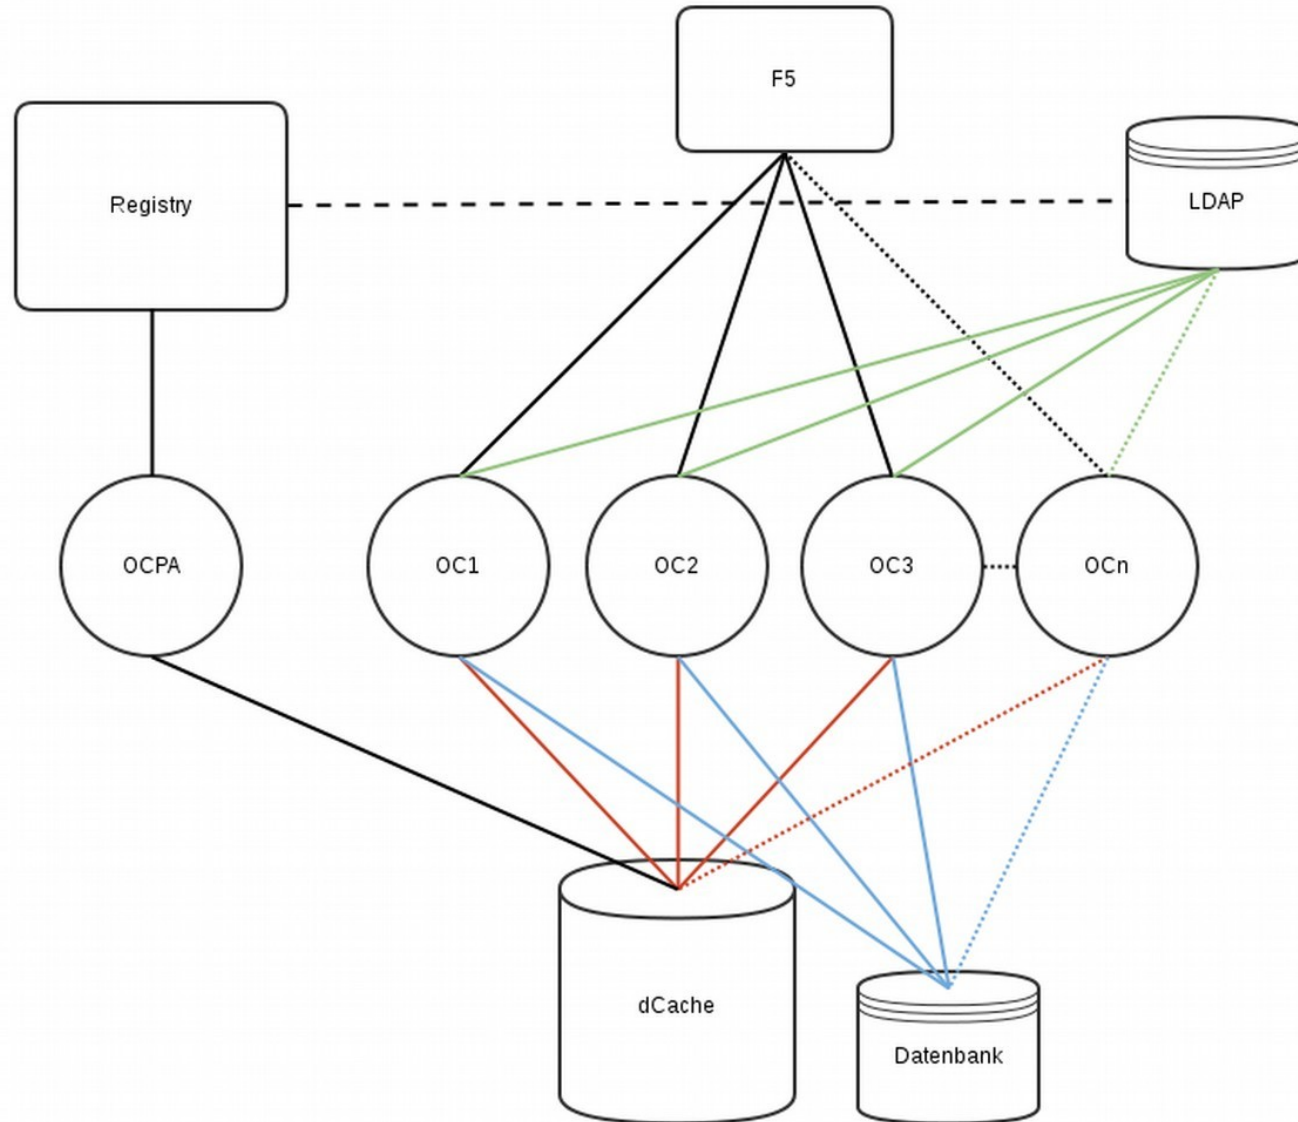 F5
Registry
LDAP
OCPA
OC1
OC2
OC3
OCn
dCache
Datenbank